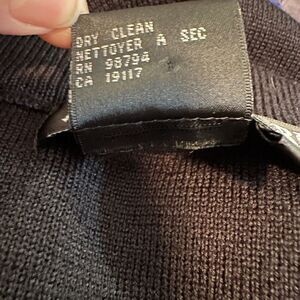 DRY CLEAN
NETTOYER A SEC
RN 98794
CA 19117